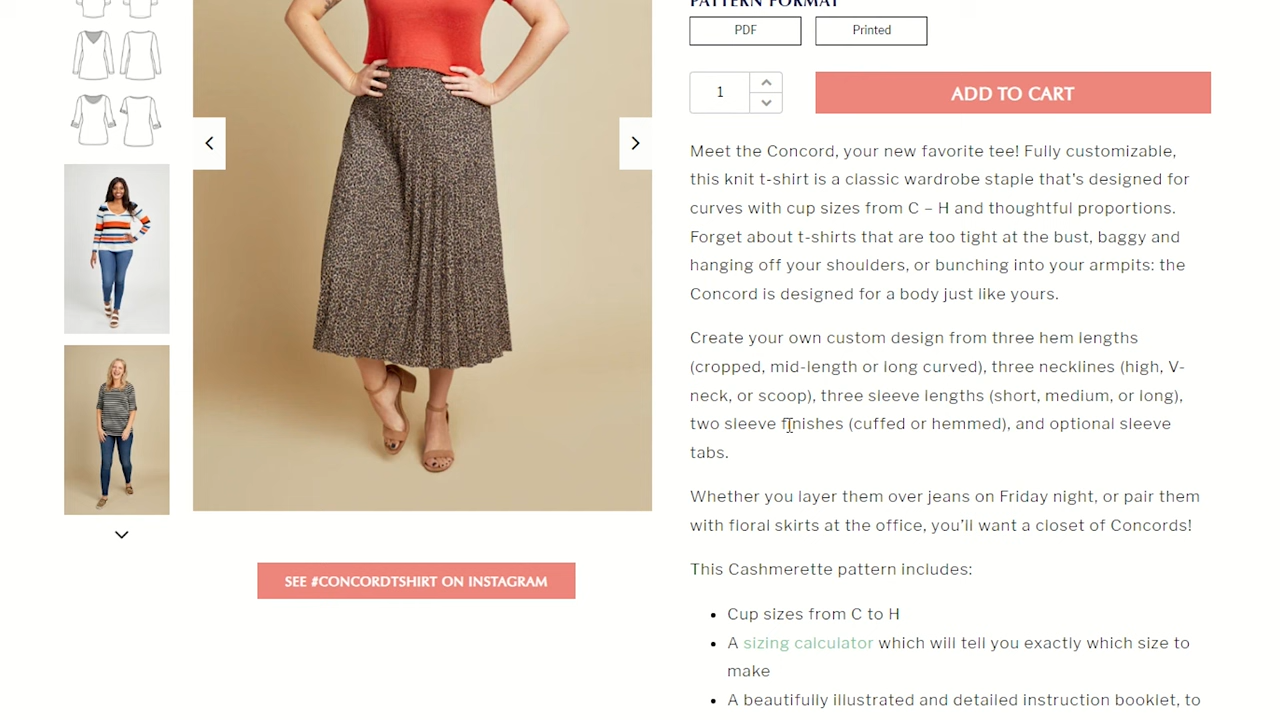 PATTERN FORMAT
PDF
Printed
1
ADD TO CART
Meet the Concord, your new favorite tee! Fully customizable,
this knit t-shirt is a classic wardrobe staple that's designed for
curves with cup sizes from C – H and thoughtful proportions.
Forget about t-shirts that are too tight at the bust, baggy and
hanging off your shoulders, or bunching into your armpits: the
Concord is designed for a body just like yours.
Create your own custom design from three hem lengths
(cropped, mid-length or long curved), three necklines (high, V-
neck, or scoop), three sleeve lengths (short, medium, or long),
two sleeve finishes (cuffed or hemmed), and optional sleeve
tabs.
Whether you layer them over jeans on Friday night, or pair them
with floral skirts at the office, you'll want a closet of Concords!
This Cashmerette pattern includes:
• Cup sizes from C to H
• A sizing calculator which will tell you exactly which size to
make
• A beautifully illustrated and detailed instruction booklet, to
SEE #CONCORDTSHIRT ON INSTAGRAM